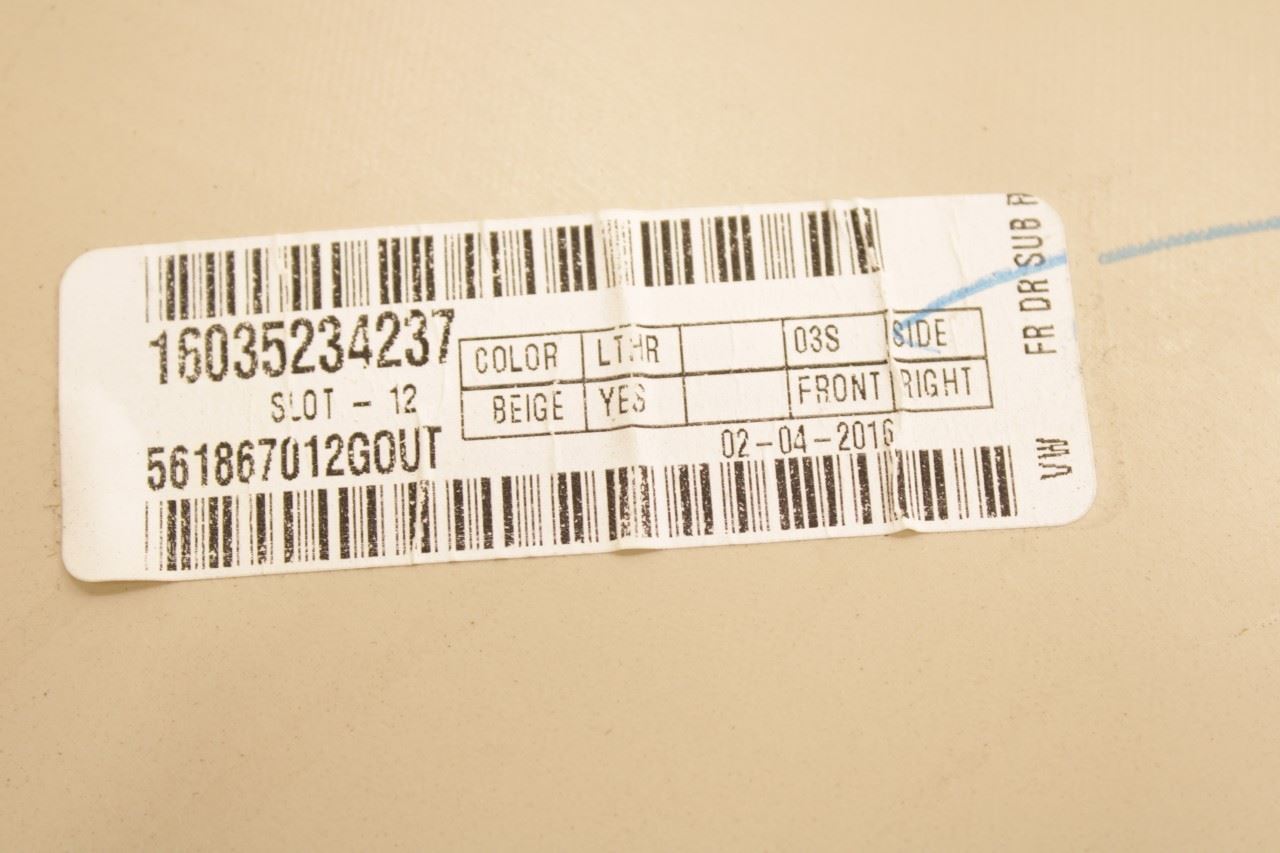 16035234237
SLOT - 12
561867012GOUT
COLOR LTHR 03S SIDE
BEIGE YES FRONT RIGHT
02-04-2016
FR DR SUB
VW